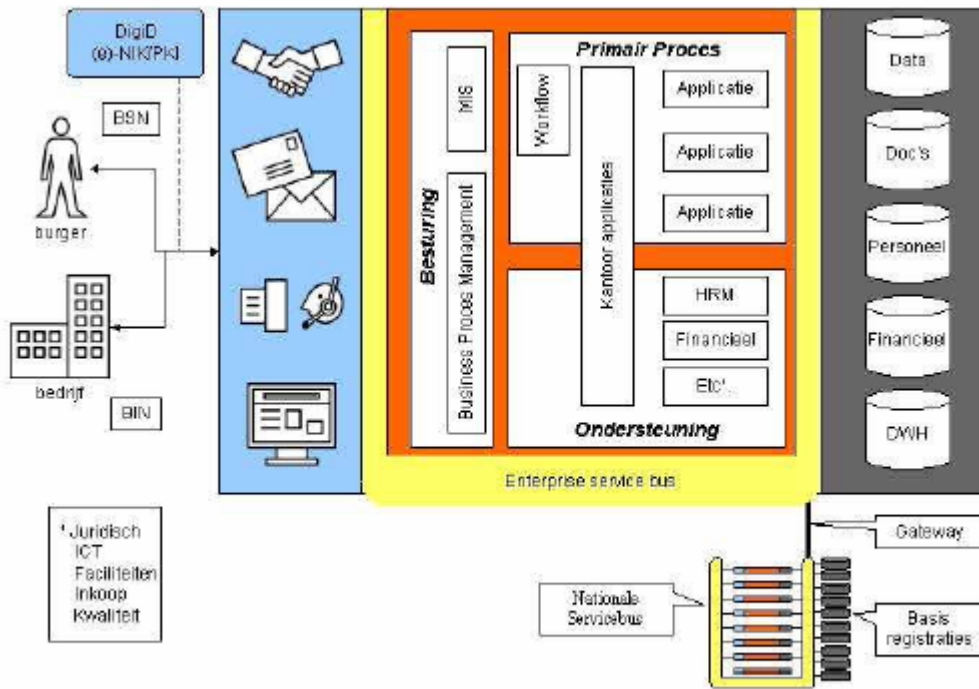 DigiD
(e)-NIK[PKI
BSN
burger
bedrijf
BIN
* Juridisch
ICT
Faciliteiten
Inkoop
Kwaliteit
Besturing
MIS
Business Proces Management
Primair Proces
Workflow
Kantoor applicaties
Applicatie
Applicatie
Applicatie
HRM
Financieel
Etc*.
Ondersteuning
Enterprise service bus
Data
Doc's
Personeel
Financieel
DWH
Gateway
Nationale
Servicebus
Basis
registraties